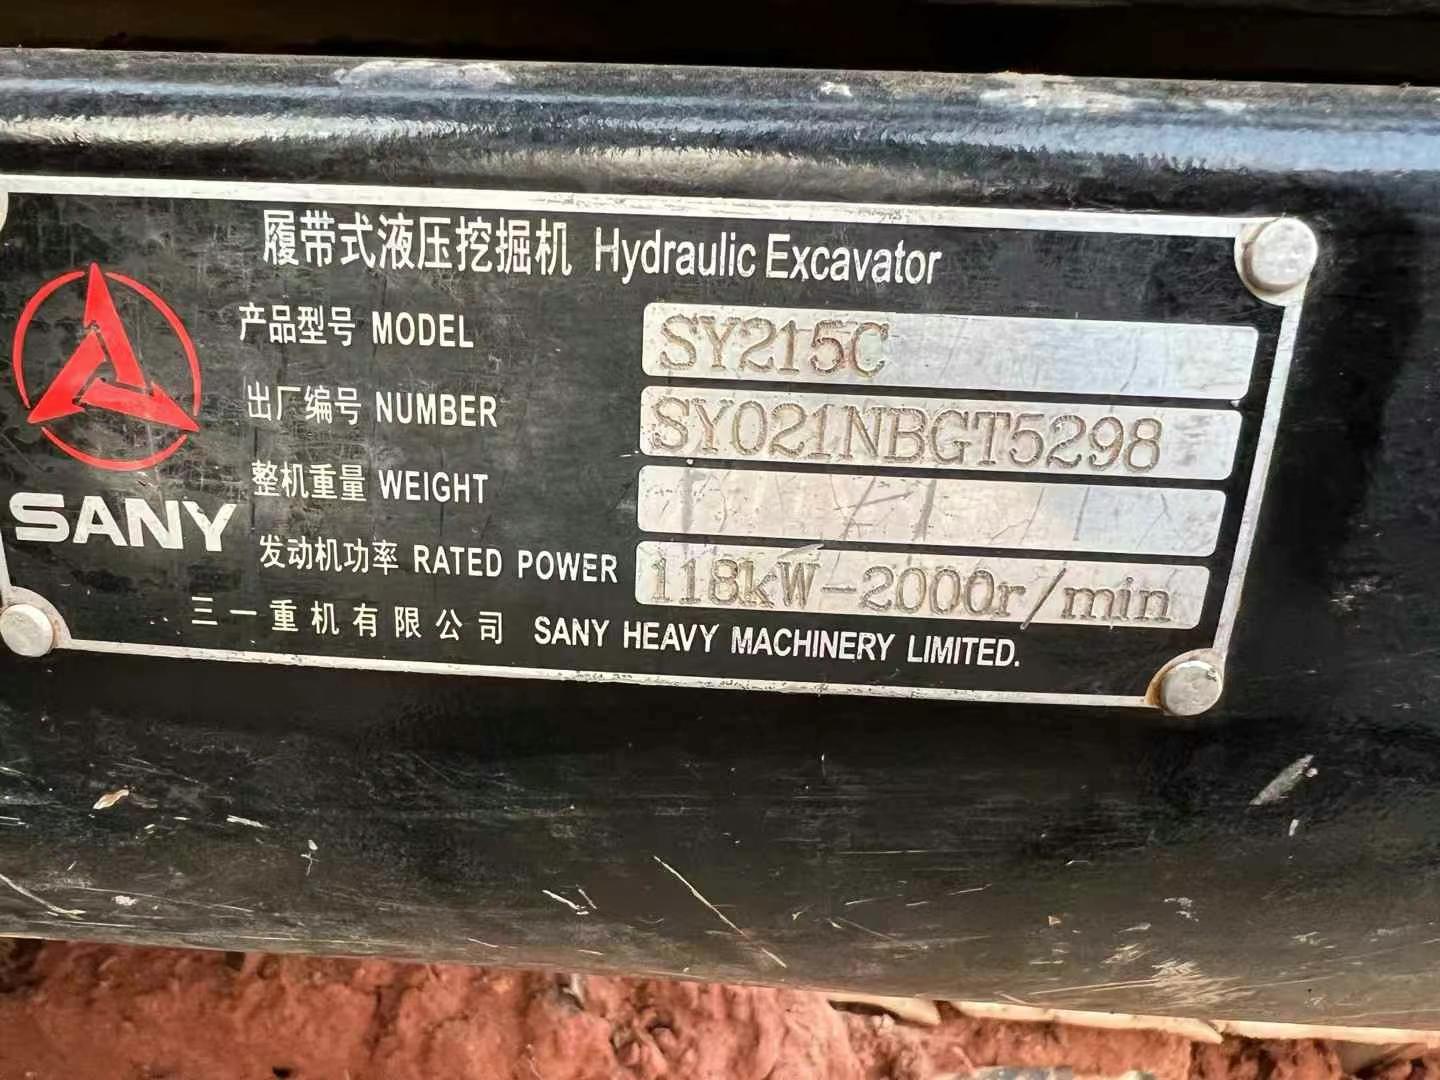 履带式液压挖掘机 Hydraulic Excavator
产品型号 MODEL SY215C
出厂编号 NUMBER SY021NBGT5298
整机重量 WEIGHT
发动机功率 RATED POWER 118kW-2000r/min
SANY
三一重机有限公司 SANY HEAVY MACHINERY LIMITED.